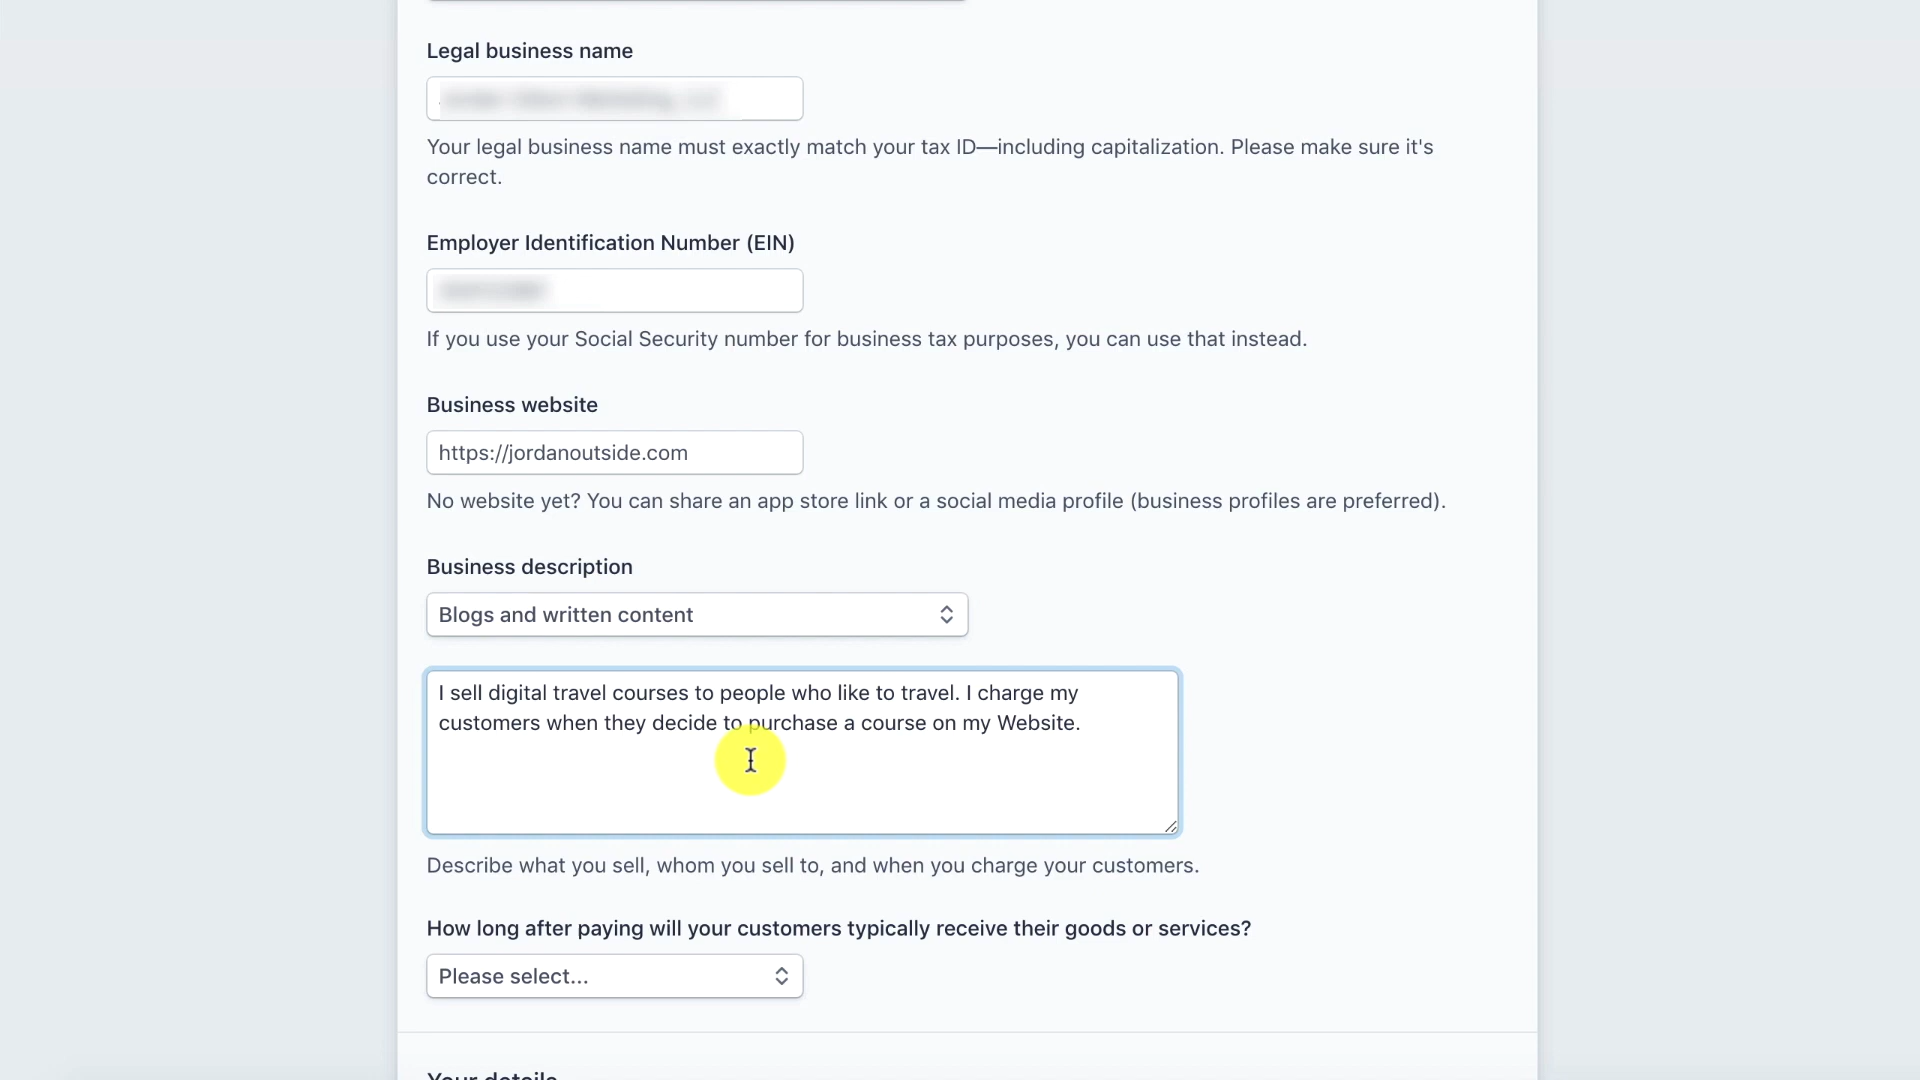 Legal business name
Your legal business name must exactly match your tax ID—including capitalization. Please make sure it's
correct.
Employer Identification Number (EIN)
If you use your Social Security number for business tax purposes, you can use that instead.
Business website
https://jordanoutside.com
No website yet? You can share an app store link or a social media profile (business profiles are preferred).
Business description
Blogs and written content
I sell digital travel courses to people who like to travel. I charge my
customers when they decide to purchase a course on my Website.
Describe what you sell, whom you sell to, and when you charge your customers.
How long after paying will your customers typically receive their goods or services?
Please select...
Your details